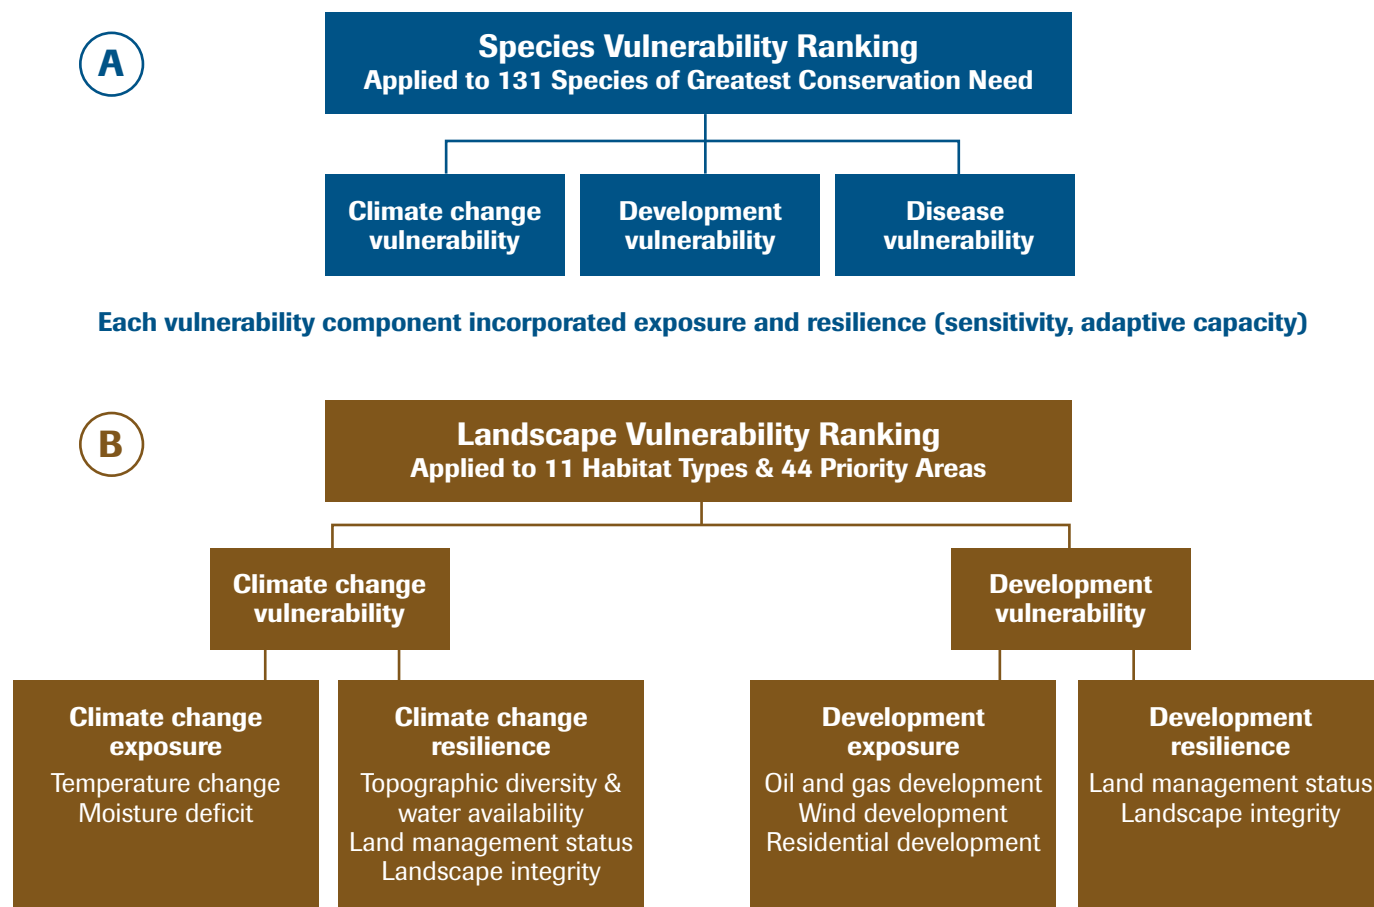 A
Species Vulnerability Ranking
Applied to 131 Species of Greatest Conservation Need
Climate change
vulnerability
Development
vulnerability
Disease
vulnerability
Each vulnerability component incorporated exposure and resilience (sensitivity, adaptive capacity)
B
Landscape Vulnerability Ranking
Applied to 11 Habitat Types & 44 Priority Areas
Climate change
vulnerability
Development
vulnerability
Climate change
exposure
Temperature change
Moisture deficit
Climate change
resilience
Topographic diversity &
water availability
Land management status
Landscape integrity
Development
exposure
Oil and gas development
Wind development
Residential development
Development
resilience
Land management status
Landscape integrity